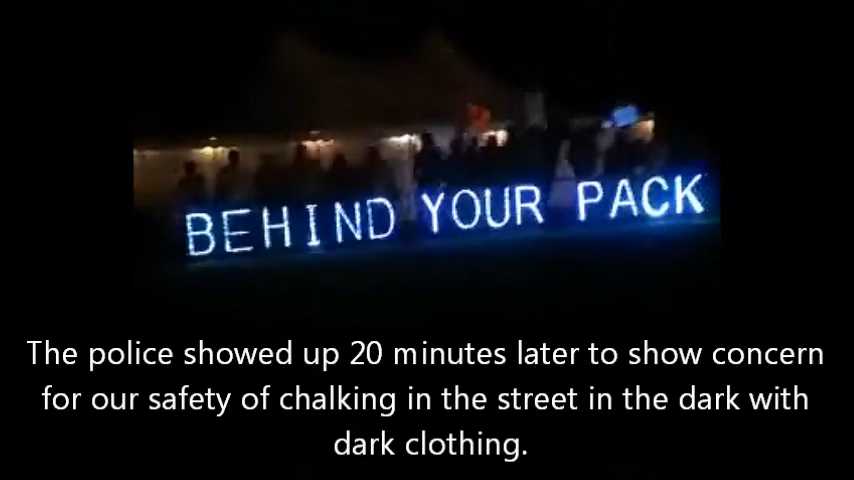 BEHIND YOUR PACK
The police showed up 20 minutes later to show concern
for our safety of chalking in the street in the dark with
dark clothing.